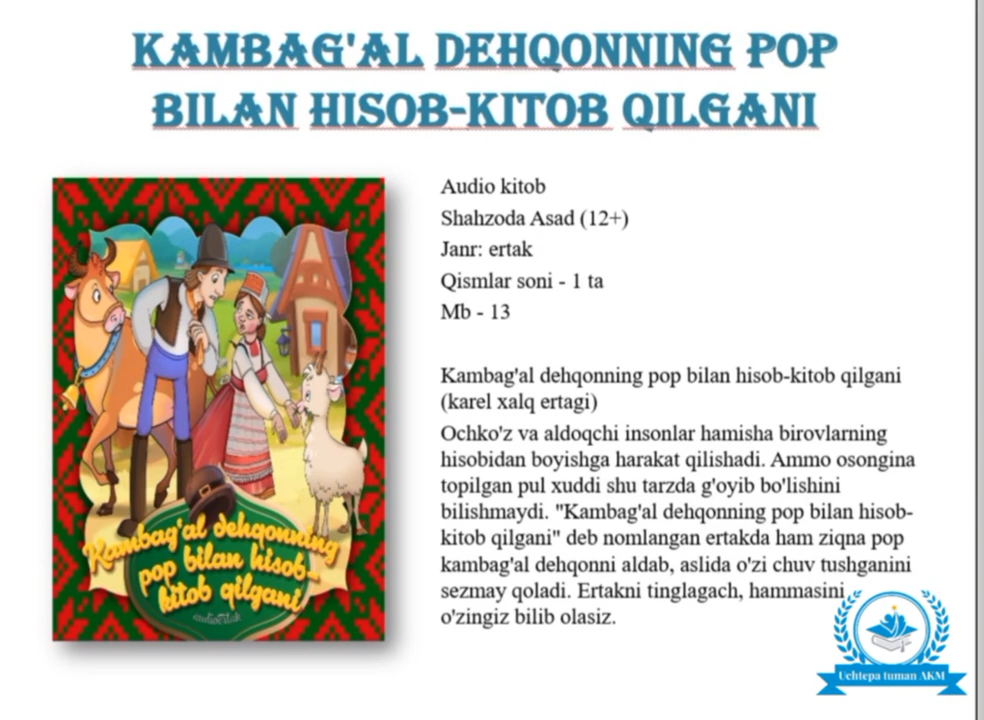 KAMBAG'AL DEHQONNING POP
BILAN HISOB-KITOB QILGANI
Audio kitob
Shahzoda Asad (12+)
Janr: ertak
Qismlar soni - 1 ta
Mb - 13
Kambag'al dehqonning pop bilan hisob-kitob qilgani
(karel xalq ertagi)
Ochko'z va aldoqchi insonlar hamisha birovlarning
hisobidan boyishga harakat qilishadi. Ammo osongina
topilgan pul xuddi shu tarzda g'oyib bo'lishini
bilishmaydi. "Kambag'al dehqonning pop bilan hisob-
kitob qilgani" deb nomlangan ertakda ham ziqna pop
kambag'al dehqonni aldab, aslida o'zi chuv tushganini
sezmay qoladi. Ertakni tinglagach, hammasini
o'zingiz bilib olasiz.
Kambag'al dehqonning
pop bilan hisob-
kitob qilgani
audioertak
Uchtepa tuman AKM